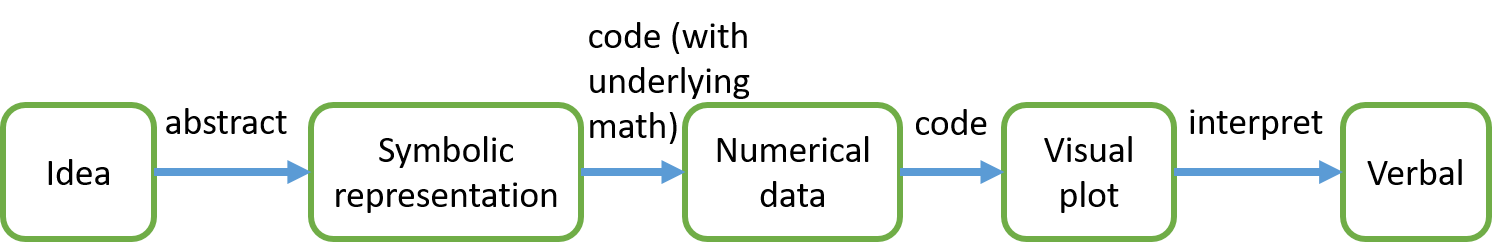 Idea
abstract
Symbolic
representation
code (with
underlying
math)
Numerical
data
code
Visual
plot
interpret
Verbal